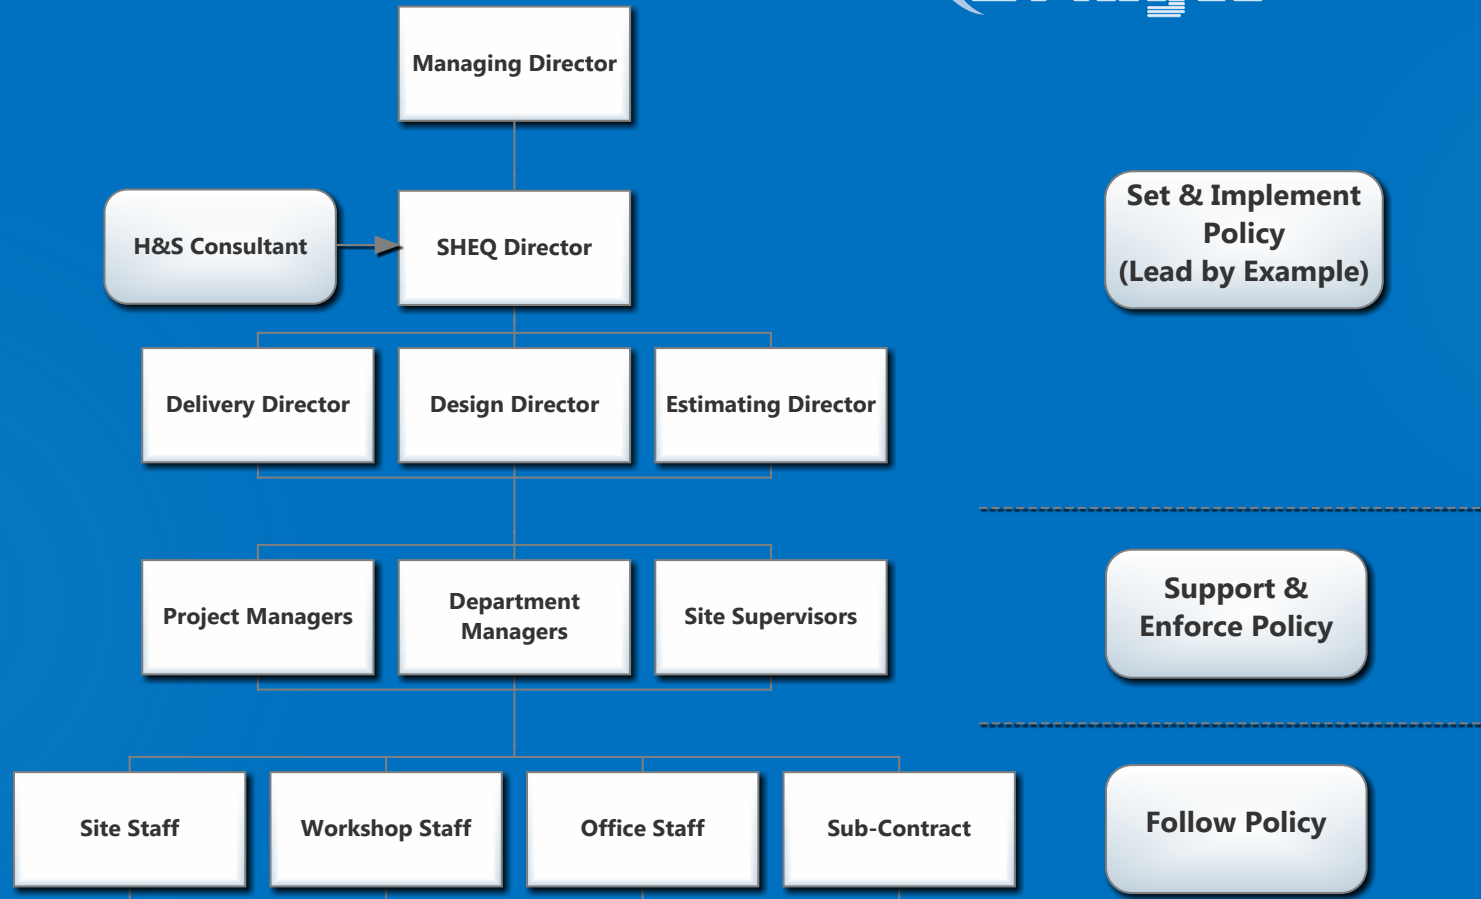 Managing Director
H&S Consultant
SHEQ Director
Set & Implement
Policy
(Lead by Example)
Delivery Director
Design Director
Estimating Director
Project Managers
Department
Managers
Site Supervisors
Support &
Enforce Policy
Site Staff
Workshop Staff
Office Staff
Sub-Contract
Follow Policy